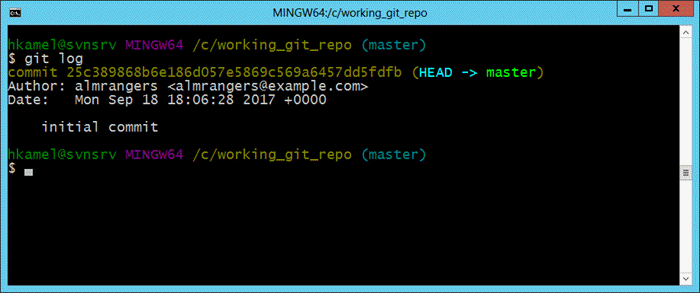 MINGW64:/c/working_git_repo
hkamel@svnsrv MINGW64 /c/working_git_repo (master)
$ git log
commit 25c389868b6e186d057e5869c569a6457dd5fdfb (HEAD -> master)
Author: almrangers <almrangers@example.com>
Date:   Mon Sep 18 18:06:28 2017 +0000
    initial commit
hkamel@svnsrv MINGW64 /c/working_git_repo (master)
$